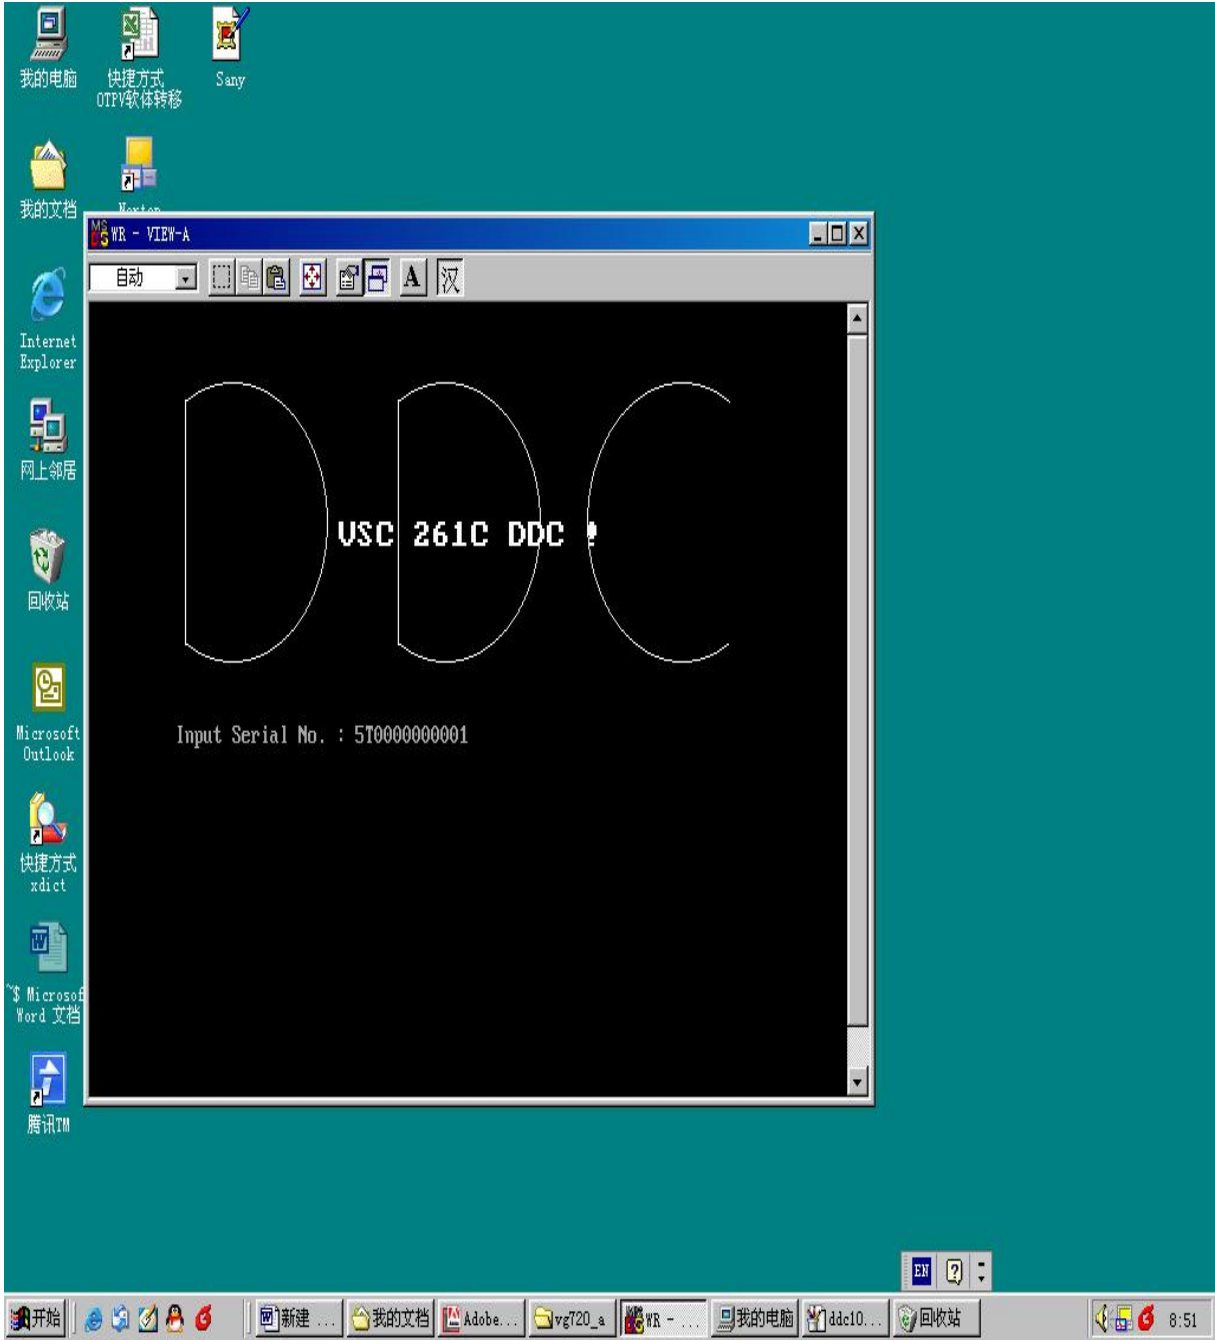 我的电脑
快捷方式
OTPV软体转移
Sany
我的文档
Norton
WR - VIEW-A
自动
A
汉
Internet
Explorer
网上邻居
DDC
VSC 261C DDC !
回收站
Microsoft
Outlook
Input Serial No. : 5T0000000001
快捷方式
xdict
~$ Microsof
Word 文档
腾讯TM
EN
开始
新建 ...
我的文档
Adobe...
vg720_a
WR - ...
我的电脑
ddc10...
回收站
8:51